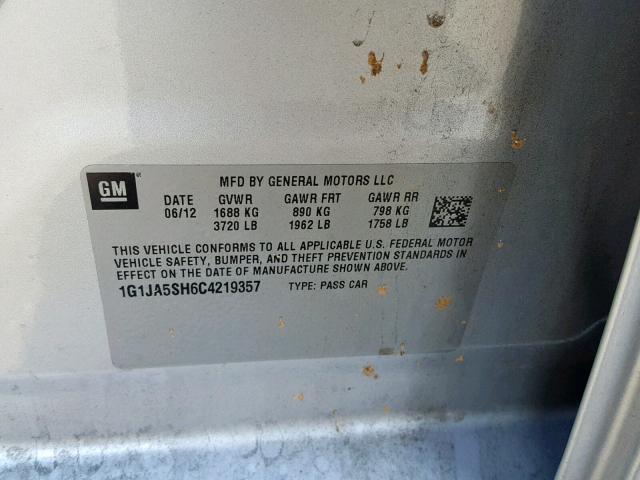 GM
MFD BY GENERAL MOTORS LLC
DATE GVWR GAWR FRT GAWR RR
06/12 1688 KG 890 KG 798 KG
3720 LB 1962 LB 1758 LB
THIS VEHICLE CONFORMS TO ALL APPLICABLE U.S. FEDERAL MOTOR
VEHICLE SAFETY, BUMPER, AND THEFT PREVENTION STANDARDS IN
EFFECT ON THE DATE OF MANUFACTURE SHOWN ABOVE.
1G1JA5SH6C4219357 TYPE: PASS CAR